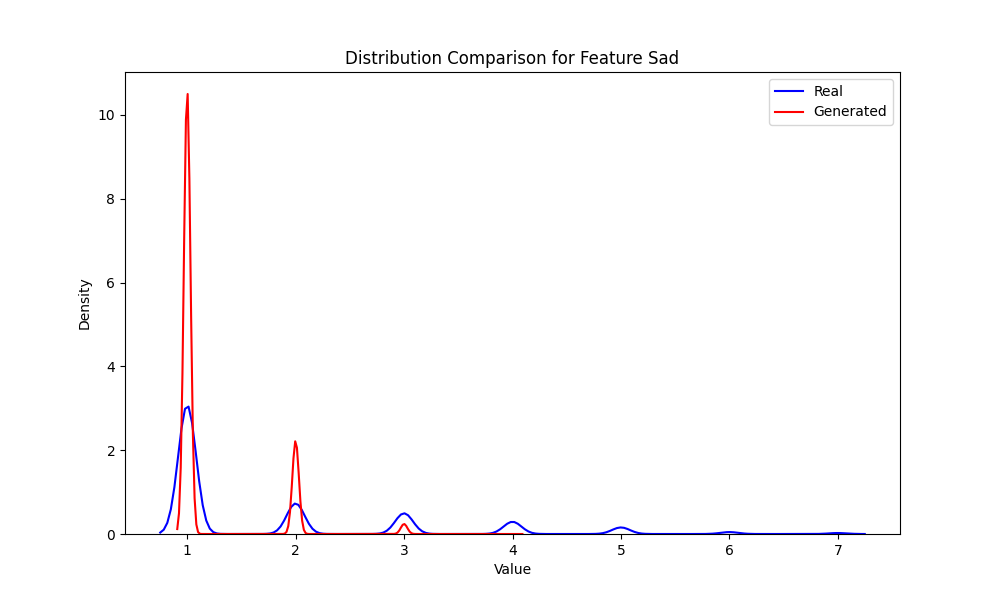 Distribution Comparison for Feature Sad
Real
Generated
Density
10
8
6
4
2
0
1 2 3 4 5 6 7
Value